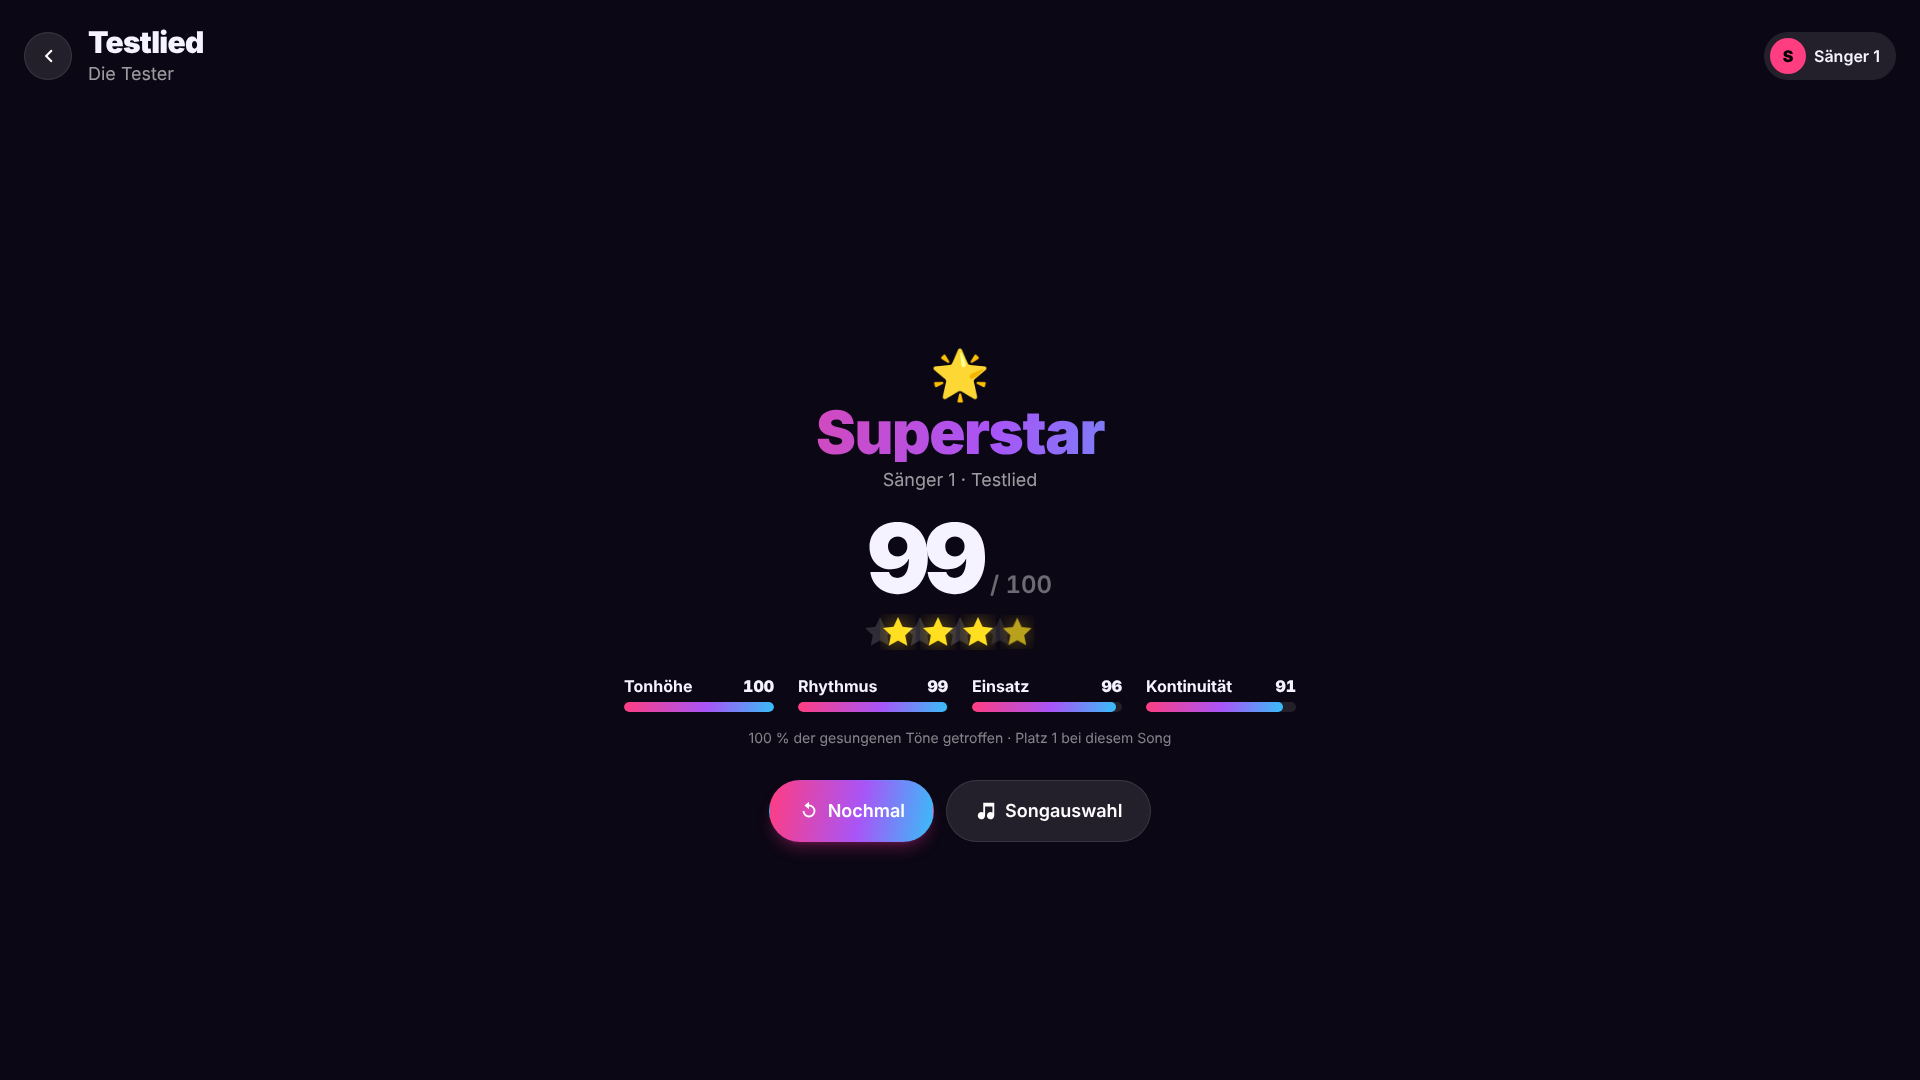 Testlied
Die Tester
S Sänger 1
Superstar
Sänger 1 · Testlied
99 / 100
Tonhöhe 100 Rhythmus 99 Einsatz 96 Kontinuität 91
100 % der gesungenen Töne getroffen · Platz 1 bei diesem Song
Nochmal Songauswahl